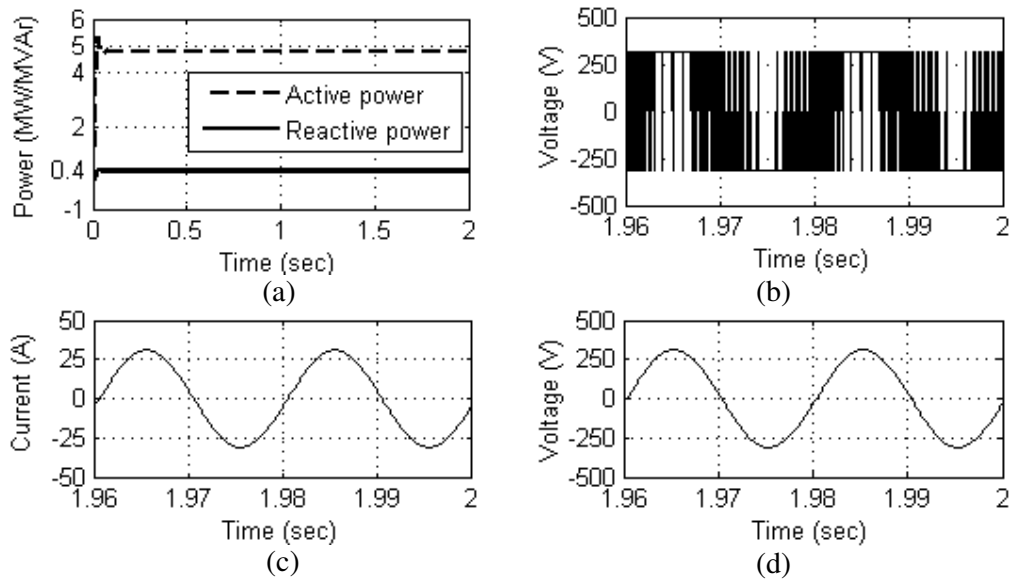 6
5
4
2
0.4
-1
Power (MW/MVAr)
Active power
Reactive power
0 0.5 1 1.5 2
Time (sec)
(a)
500
250
0
-250
-500
Voltage (V)
1.96 1.97 1.98 1.99 2
Time (sec)
(b)
50
25
0
-25
-50
Current (A)
1.96 1.97 1.98 1.99 2
Time (sec)
(c)
500
250
0
-250
-500
Voltage (V)
1.96 1.97 1.98 1.99 2
Time (sec)
(d)